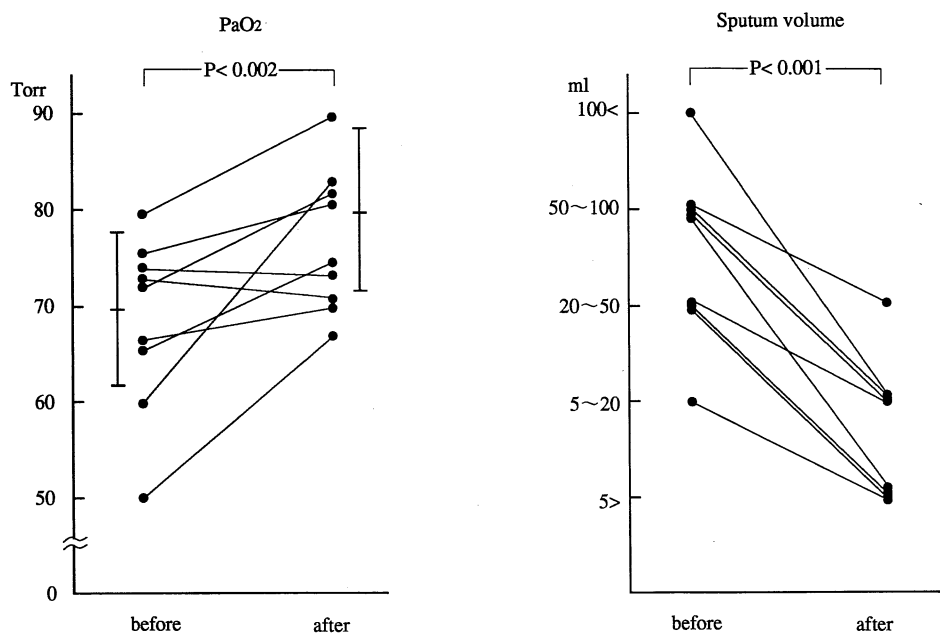 PaO2
P< 0.002
Torr
90
80
70
60
50
0
before after
Sputum volume
P< 0.001
ml
100<
50~100
20~50
5~20
5>
before after